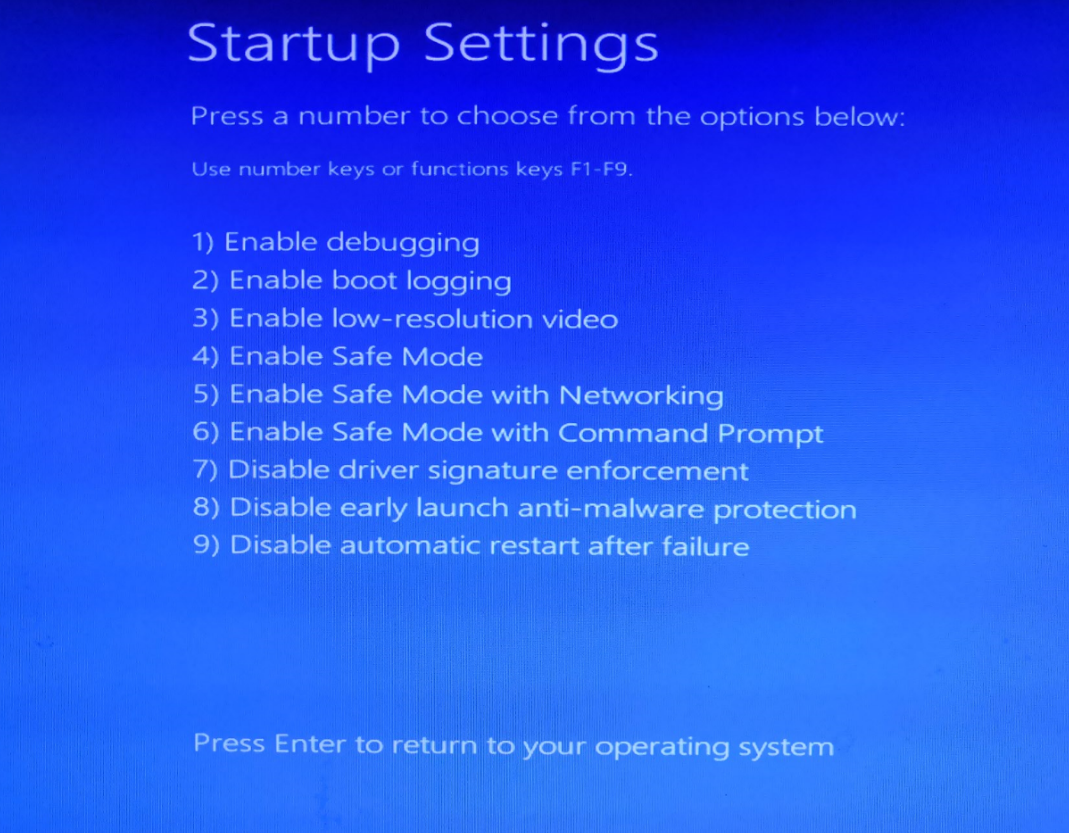 Startup Settings
Press a number to choose from the options below:
Use number keys or functions keys F1-F9.
1) Enable debugging
2) Enable boot logging
3) Enable low-resolution video
4) Enable Safe Mode
5) Enable Safe Mode with Networking
6) Enable Safe Mode with Command Prompt
7) Disable driver signature enforcement
8) Disable early launch anti-malware protection
9) Disable automatic restart after failure
Press Enter to return to your operating system